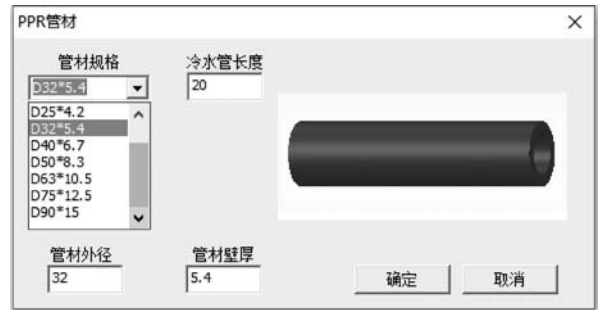 PPR管材
管材规格
冷水管长度
D32*5.4
20
D25*4.2
D32*5.4
D40*6.7
D50*8.3
D63*10.5
D75*12.5
D90*15
管材外径
管材壁厚
32
5.4
确定
取消